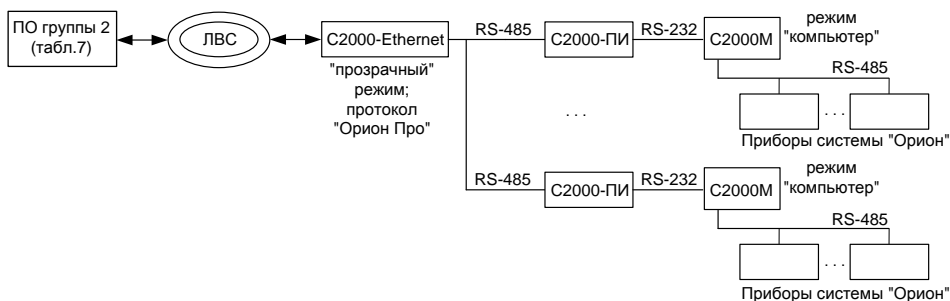 ПО группы 2
(табл.7)
ЛВС
С2000-Ethernet
"прозрачный"
режим;
протокол
"Орион Про"
RS-485
С2000-ПИ
RS-232
С2000М
режим
"компьютер"
RS-485
. . .
Приборы системы "Орион"
. . .
RS-485
С2000-ПИ
RS-232
С2000М
режим
"компьютер"
RS-485
. . .
Приборы системы "Орион"